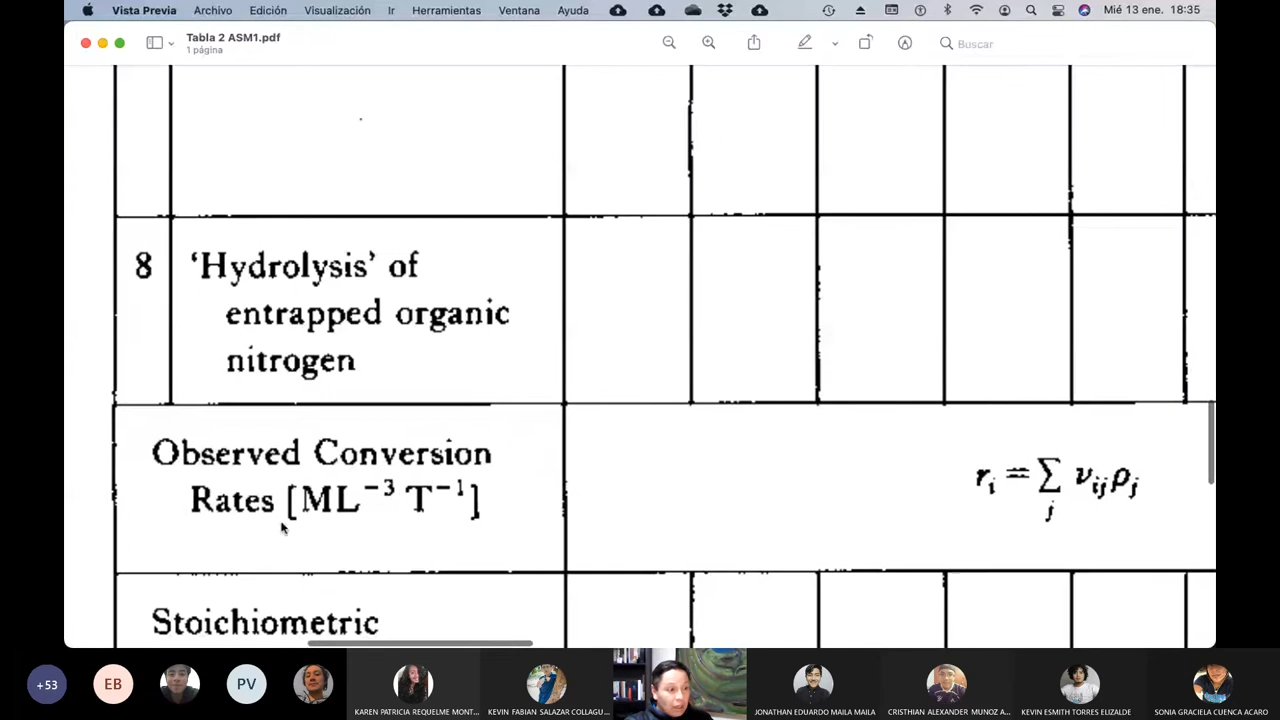 Vista Previa Archivo Edición Visualización Ir Herramientas Ventana Ayuda Mié 13 ene. 18:35
Tabla 2 ASM1.pdf
1 página
Buscar
8 'Hydrolysis' of
entrapped organic
nitrogen
Observed Conversion
Rates [ML⁻³ T⁻¹]
rᵢ = ∑ⱼ νᵢⱼρⱼ
Stoichiometric
+53 EB PV
KAREN PATRICIA REQUELME MONT... KEVIN FABIAN SALAZAR COLLAGU... JONATHAN EDUARDO MAILA MAILA CRISTHIAN ALEXANDER MUNOZ A... KEVIN ESMITH TORRES ELIZALDE SONIA GRACIELA CUENCA ACARO